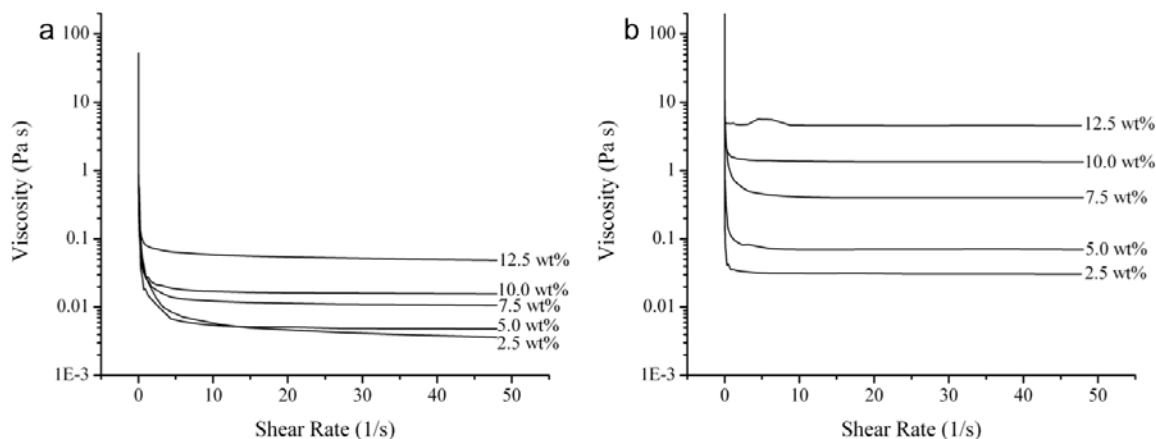 a
100
10
1
0.1
0.01
1E-3
Viscosity (Pa s)
12.5 wt%
10.0 wt%
7.5 wt%
5.0 wt%
2.5 wt%
0 10 20 30 40 50
Shear Rate (1/s)
b
100
10
1
0.1
0.01
1E-3
Viscosity (Pa s)
12.5 wt%
10.0 wt%
7.5 wt%
5.0 wt%
2.5 wt%
0 10 20 30 40 50
Shear Rate (1/s)